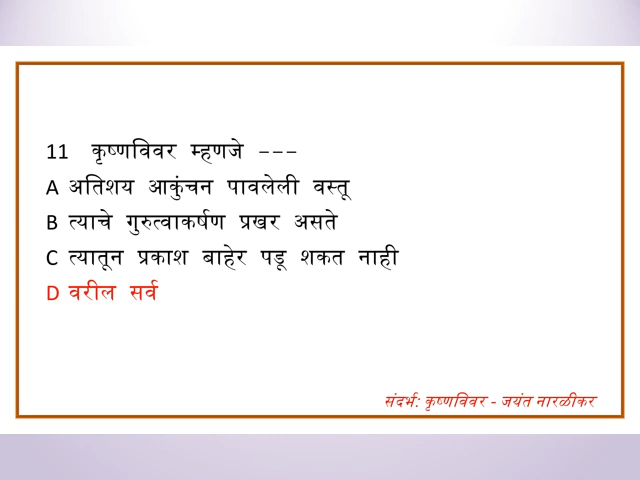 11 कृष्णविवर म्हणजे ---
A अतिशय आकुंचन पावलेली वस्तू
B त्याचे गुरुत्वाकर्षण प्रखर असते
C त्यातून प्रकाश बाहेर पडू शकत नाही
D वरील सर्व
संदर्भ: कृष्णविवर - जयंत नारळीकर